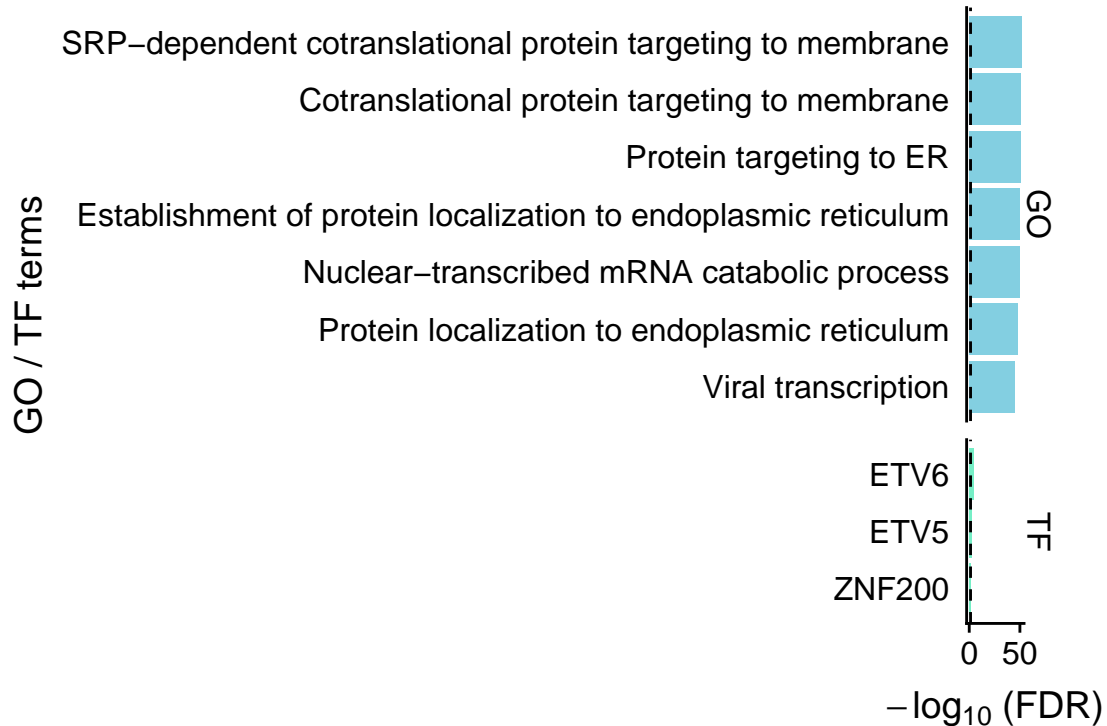 SRP−dependent cotranslational protein targeting to membrane
Cotranslational protein targeting to membrane
Protein targeting to ER
Establishment of protein localization to endoplasmic reticulum
Nuclear−transcribed mRNA catabolic process
Protein localization to endoplasmic reticulum
Viral transcription
GO
ETV6
ETV5
ZNF200
TF
GO / TF terms
0 50
−log₁₀ (FDR)